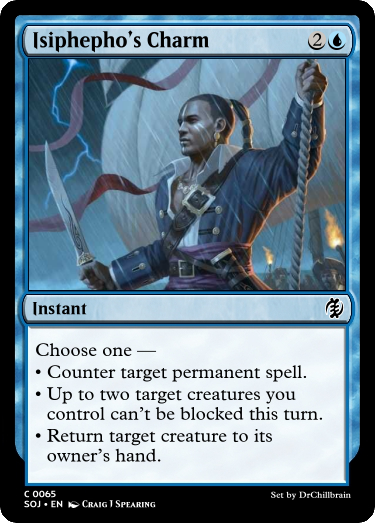 Isiphepho's Charm
2
Instant
Choose one —
• Counter target permanent spell.
• Up to two target creatures you
control can't be blocked this turn.
• Return target creature to its
owner's hand.
C 0065
SOJ • EN Craig J Spearing
Set by DrChillbrain